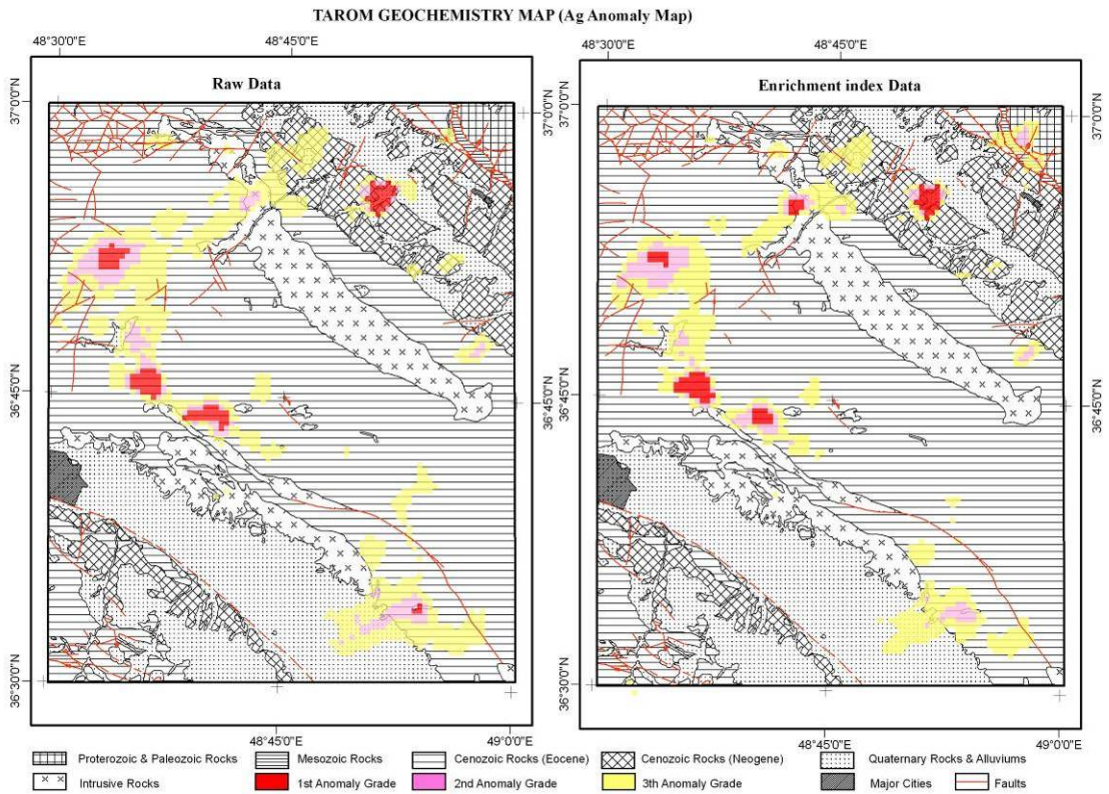 TAROM GEOCHEMISTRY MAP (Ag Anomaly Map)
48°30'0"E 48°45'0"E 48°30'0"E 48°45'0"E
Raw Data Enrichment index Data
37°0'0"N 37°0'0"N 37°0'0"N 37°0'0"N
36°45'0"N 36°45'0"N 36°45'0"N 36°45'0"N
36°30'0"N 36°30'0"N
48°45'0"E 49°0'0"E 48°45'0"E 49°0'0"E
Proterozoic & Paleozoic Rocks Mesozoic Rocks Cenozoic Rocks (Eocene) Cenozoic Rocks (Neogene) Quaternary Rocks & Alluviums
Intrusive Rocks 1st Anomaly Grade 2nd Anomaly Grade 3th Anomaly Grade Major Cities Faults